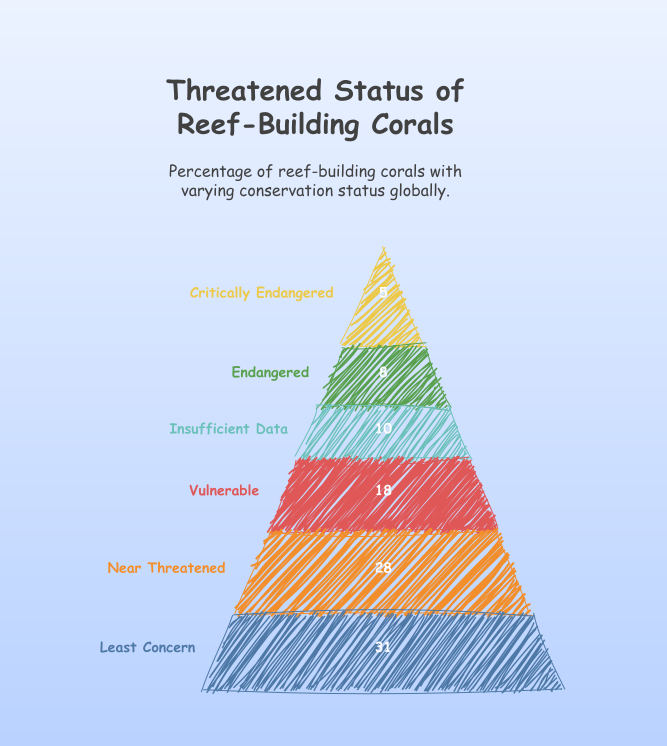 Threatened Status of
Reef-Building Corals
Percentage of reef-building corals with
varying conservation status globally.
Critically Endangered
5
Endangered
8
Insufficient Data
10
Vulnerable
18
Near Threatened
28
Least Concern
31